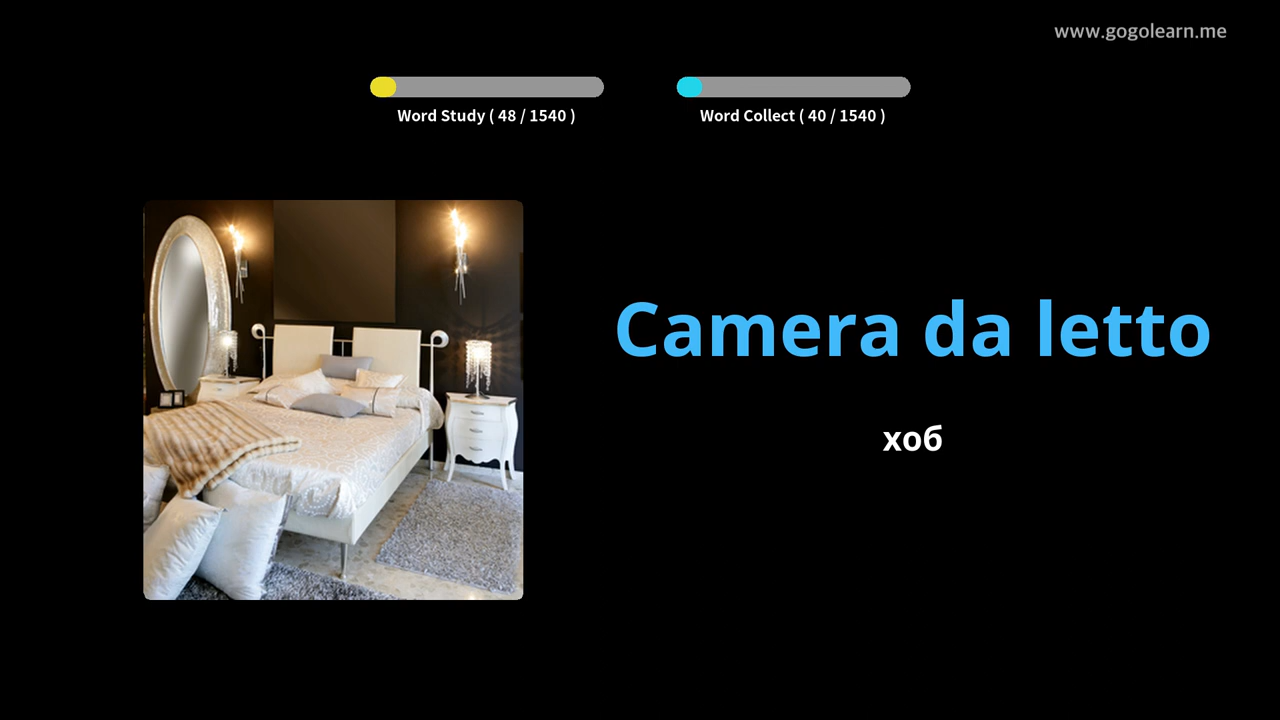 www.gogolearn.me
Word Study ( 48 / 1540 )
Word Collect ( 40 / 1540 )
Camera da letto
хоб